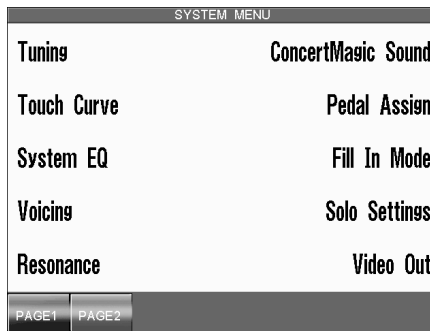 SYSTEM MENU
Tuning ConcertMagic Sound
Touch Curve Pedal Assign
System EQ Fill In Mode
Voicing Solo Settings
Resonance Video Out
PAGE1 PAGE2